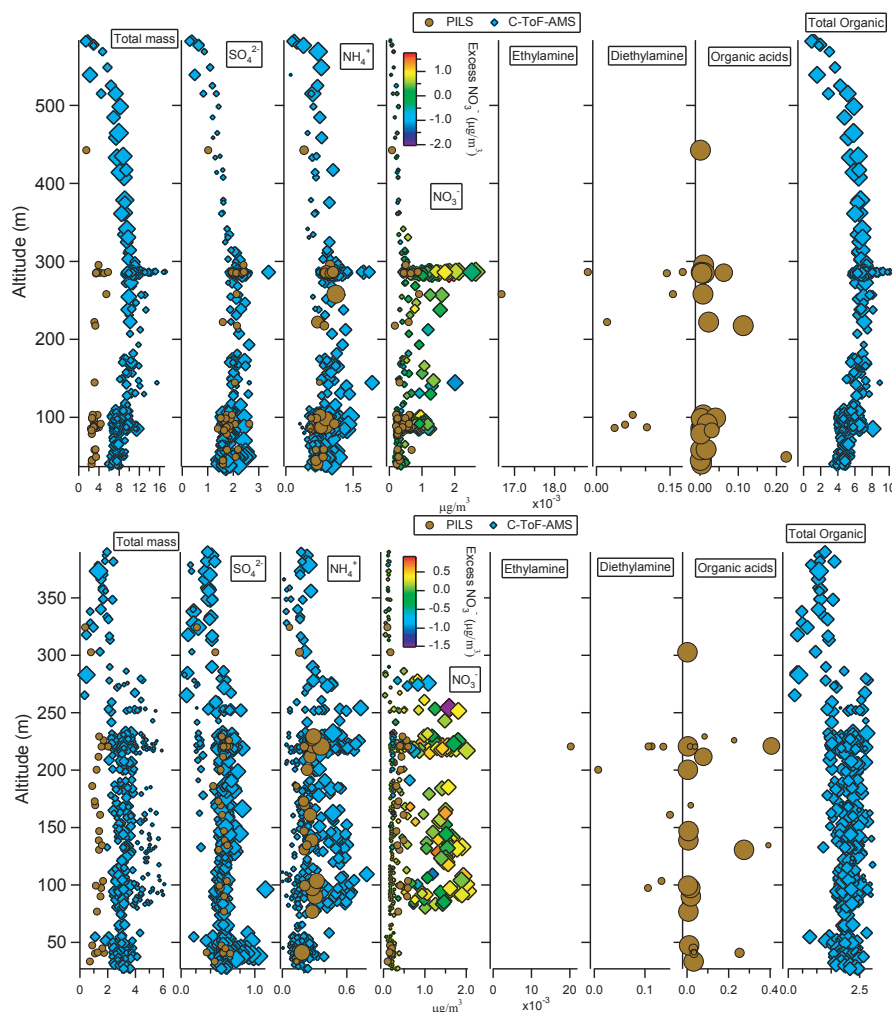 PILS C-ToF-AMS
Total mass
SO₄²⁻
NH₄⁺
Excess NO₃⁻ (µg/m³)
1.0
0.0
-1.0
-2.0
NO₃⁻
Ethylamine
Diethylamine
Organic acids
Total Organic
Altitude (m)
500
400
300
200
100
0 4 8 12 16
0 1 2 3
0.0 1.5
0 1 2 3
17.0 18.0
0.00 0.15
0.00 0.10 0.20
0 2 4 6 8 10
µg/m³
x10⁻³
PILS C-ToF-AMS
Total mass
SO₄²⁻
NH₄⁺
Excess NO₃⁻ (µg/m³)
0.5
0.0
-0.5
-1.0
-1.5
NO₃⁻
Ethylamine
Diethylamine
Organic acids
Total Organic
Altitude (m)
350
300
250
200
150
100
50
0 2 4 6
0.0 1.0
0.0 0.6
0.0 1.0 2.0
0 10 20
0.0 0.1
0.0 0.2 0.4
0.0 2.5
µg/m³
x10⁻³